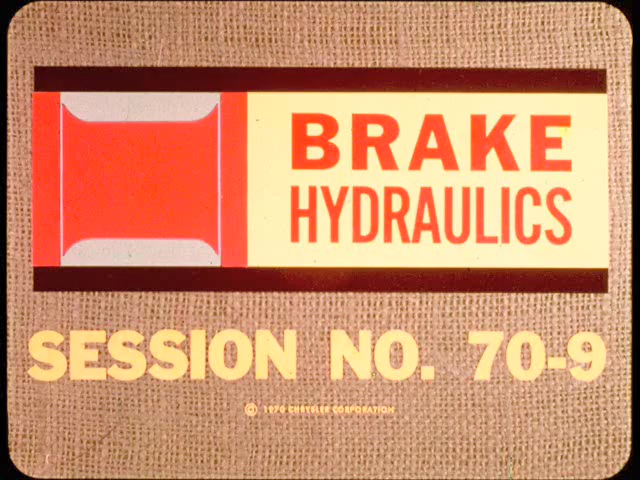 BRAKE
HYDRAULICS
SESSION NO. 70-9
© 1970 CHRYSLER CORPORATION